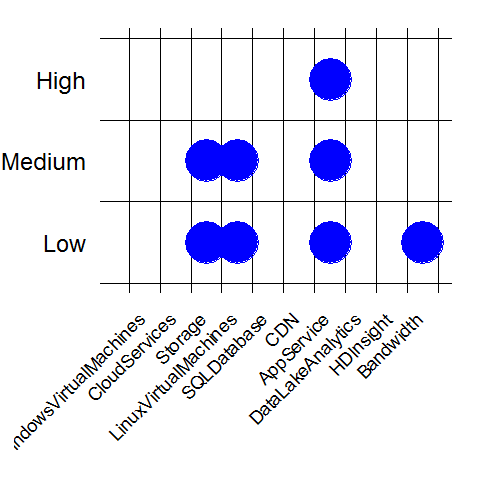 High
Medium
Low
ndowsVirtualMachines
CloudServices
Storage
LinuxVirtualMachines
SQLDatabase
CDN
AppService
DataLakeAnalytics
HDInsight
Bandwidth